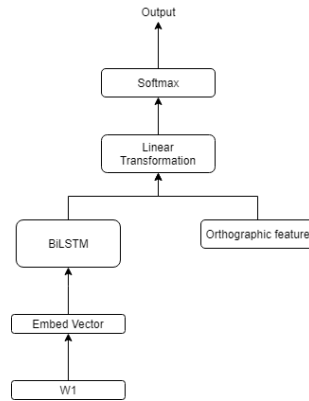 Output
Softmax
Linear
Transformation
BiLSTM
Orthographic feature
Embed Vector
W1